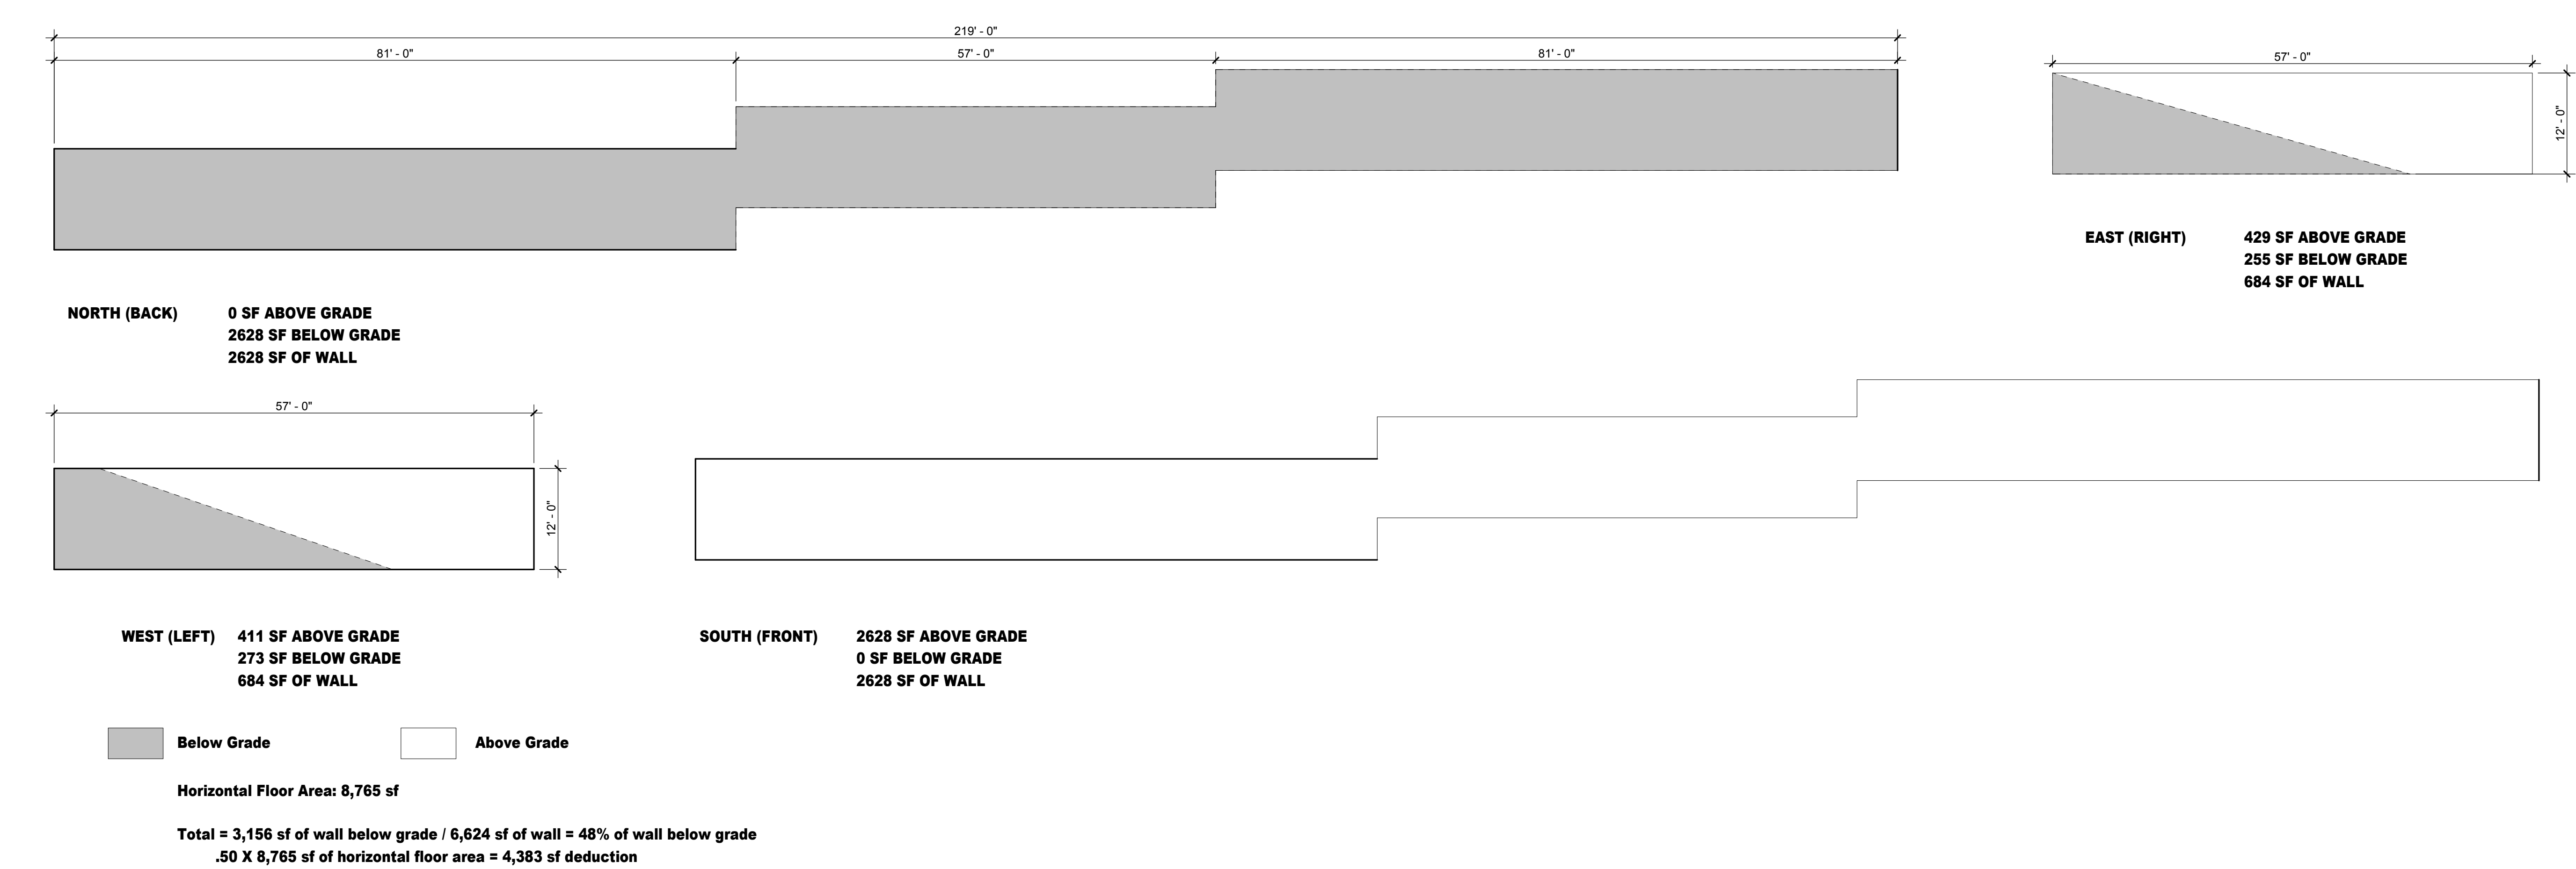 219' - 0"
81' - 0"
57' - 0"
81' - 0"
57' - 0"
12' - 0"
EAST (RIGHT) 429 SF ABOVE GRADE
255 SF BELOW GRADE
684 SF OF WALL
NORTH (BACK) 0 SF ABOVE GRADE
2628 SF BELOW GRADE
2628 SF OF WALL
57' - 0"
12' - 0"
WEST (LEFT) 411 SF ABOVE GRADE
273 SF BELOW GRADE
684 SF OF WALL
SOUTH (FRONT) 2628 SF ABOVE GRADE
0 SF BELOW GRADE
2628 SF OF WALL
Below Grade
Above Grade
Horizontal Floor Area: 8,765 sf
Total = 3,156 sf of wall below grade / 6,624 sf of wall = 48% of wall below grade
.50 X 8,765 sf of horizontal floor area = 4,383 sf deduction